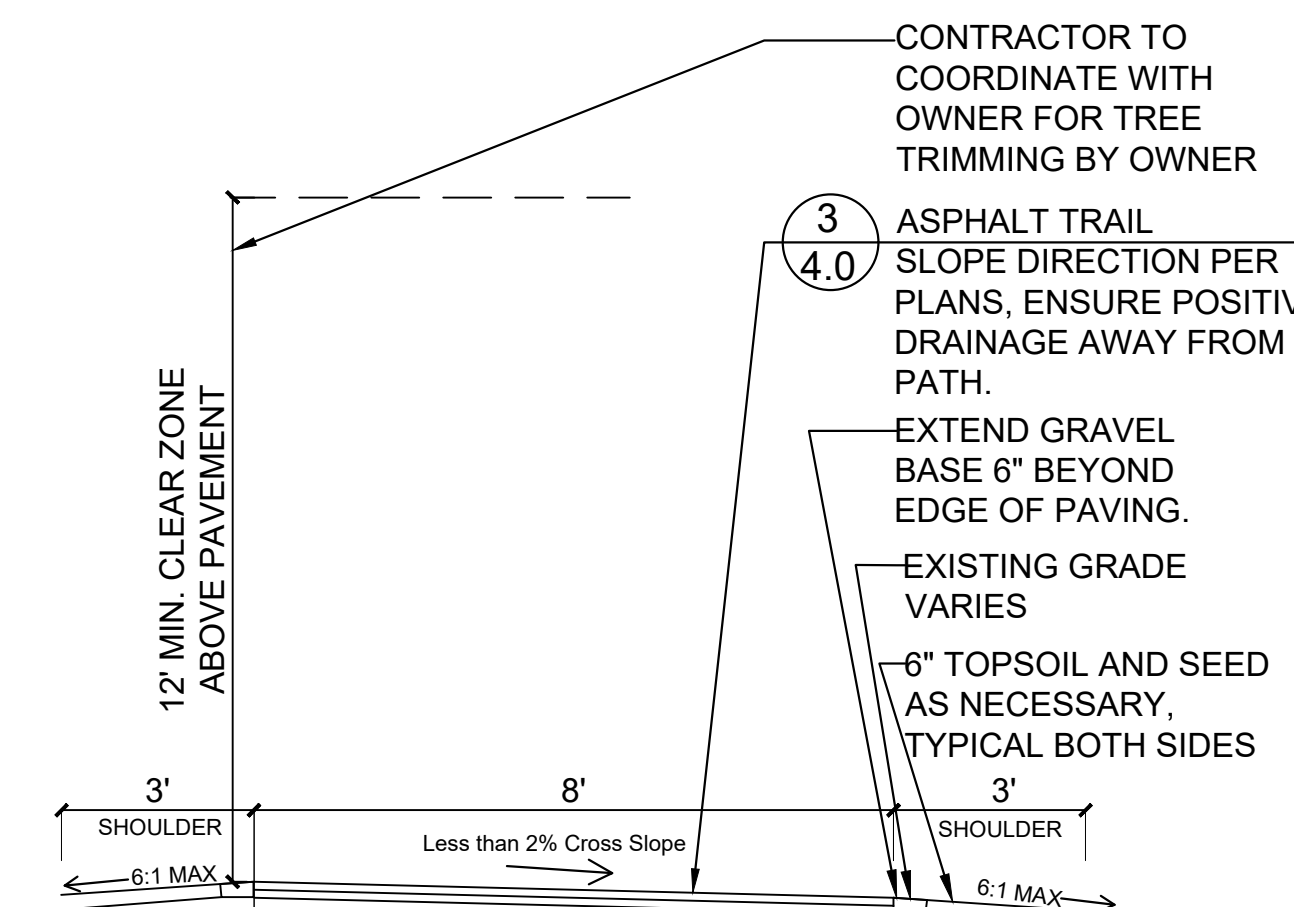 CONTRACTOR TO
COORDINATE WITH
OWNER FOR TREE
TRIMMING BY OWNER
3
4.0
ASPHALT TRAIL
SLOPE DIRECTION PER
PLANS, ENSURE POSITIV
DRAINAGE AWAY FROM
PATH.
EXTEND GRAVEL
BASE 6" BEYOND
EDGE OF PAVING.
EXISTING GRADE
VARIES
6" TOPSOIL AND SEED
AS NECESSARY,
TYPICAL BOTH SIDES
12' MIN. CLEAR ZONE
ABOVE PAVEMENT
3'
SHOULDER
8'
3'
SHOULDER
Less than 2% Cross Slope
6:1 MAX
6:1 MAX